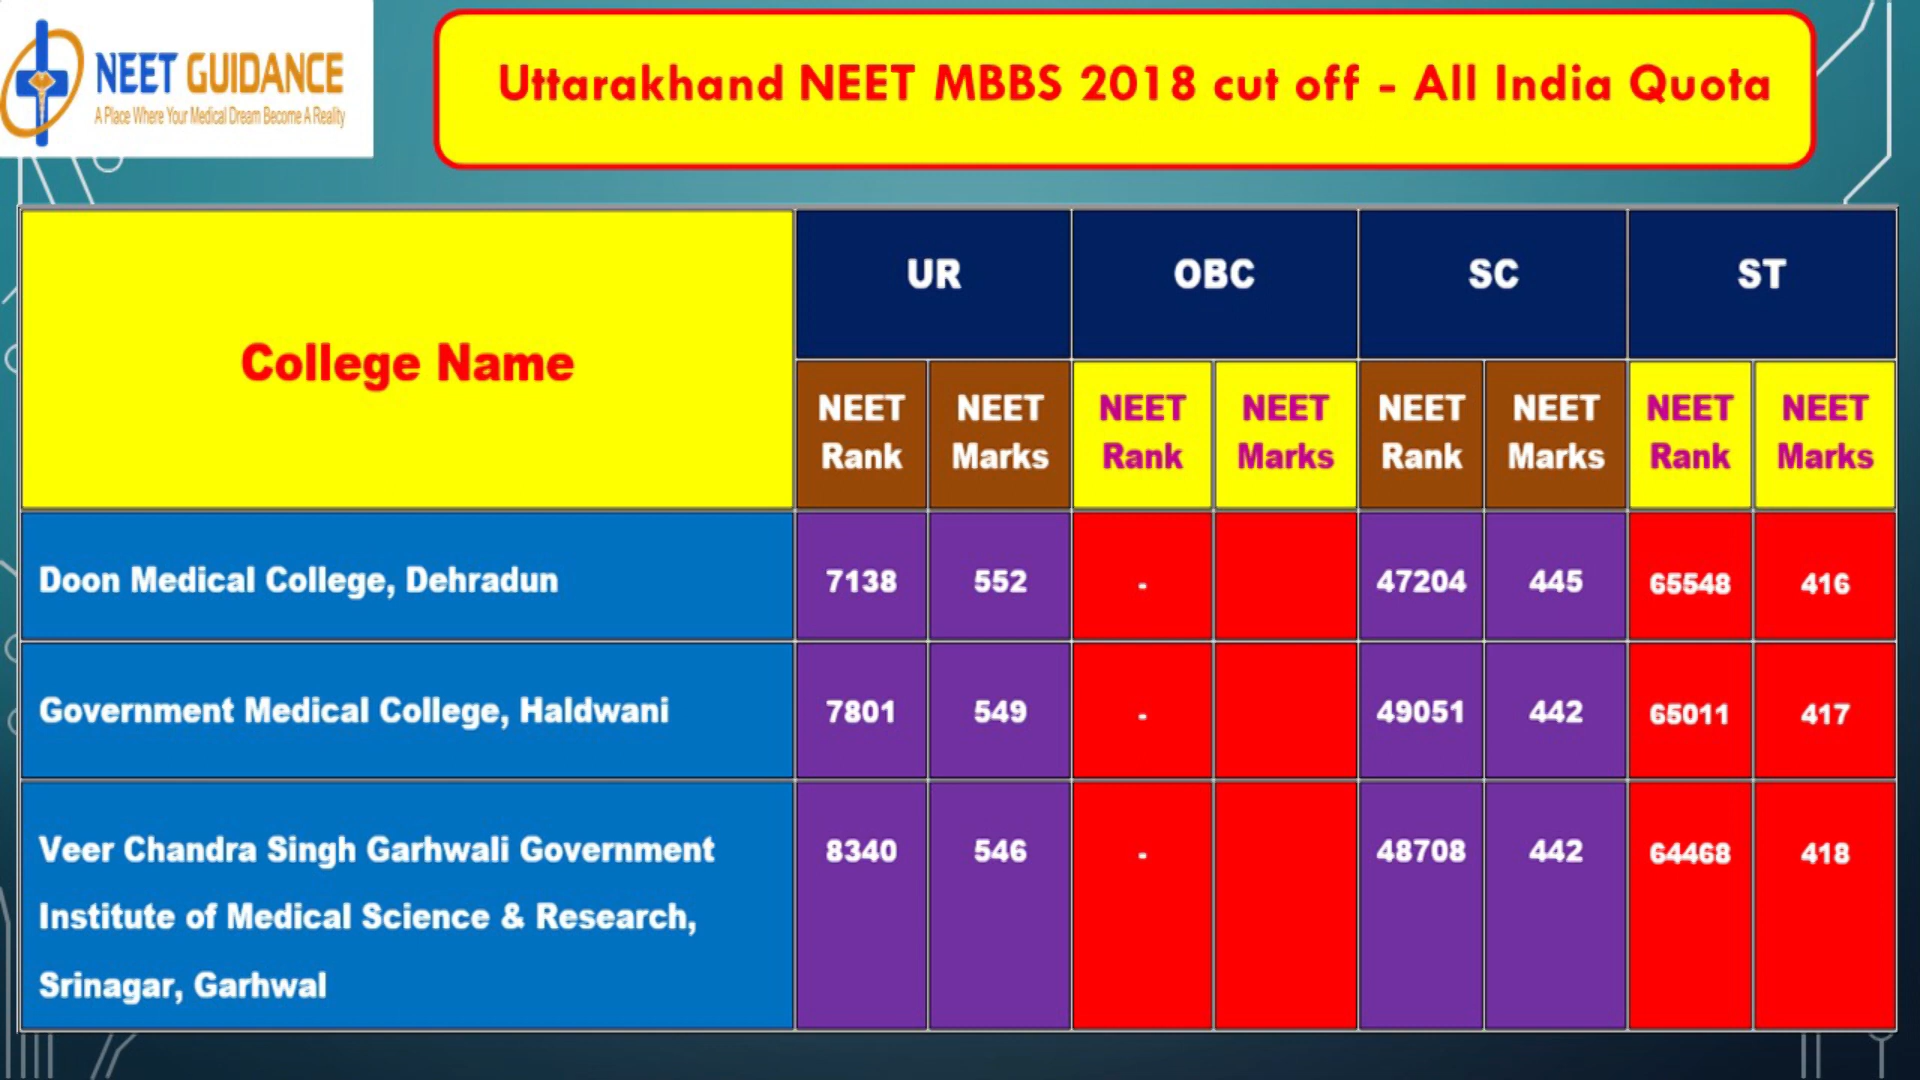 NEET GUIDANCE
A Place Where Your Medical Dream Become A Reality
Uttarakhand NEET MBBS 2018 cut off - All India Quota
College Name
UR OBC SC ST
NEET Rank NEET Marks NEET Rank NEET Marks NEET Rank NEET Marks NEET Rank NEET Marks
Doon Medical College, Dehradun 7138 552 - 47204 445 65548 416
Government Medical College, Haldwani 7801 549 - 49051 442 65011 417
Veer Chandra Singh Garhwali Government 8340 546 - 48708 442 64468 418
Institute of Medical Science & Research,
Srinagar, Garhwal